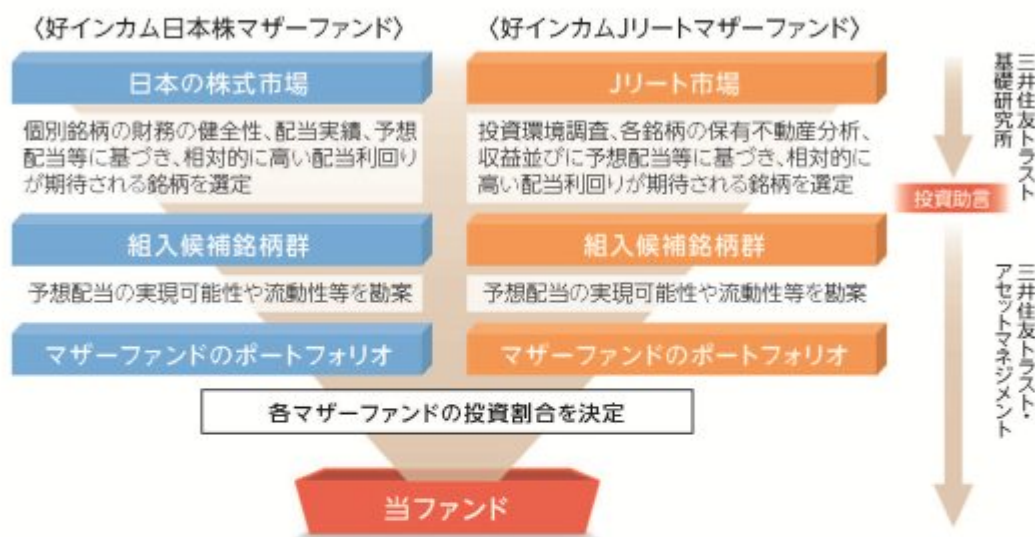 〈好インカム日本株マザーファンド〉
日本の株式市場
個別銘柄の財務の健全性、配当実績、予想
配当等に基づき、相対的に高い配当利回り
が期待される銘柄を選定
組入候補銘柄群
予想配当の実現可能性や流動性等を勘案
マザーファンドのポートフォリオ
〈好インカムJリートマザーファンド〉
Jリート市場
投資環境調査、各銘柄の保有不動産分析、
収益並びに予想配当等に基づき、相対的に
高い配当利回りが期待される銘柄を選定
組入候補銘柄群
予想配当の実現可能性や流動性等を勘案
マザーファンドのポートフォリオ
各マザーファンドの投資割合を決定
当ファンド
三井住友トラスト
基礎研究所
投資助言
三井住友トラスト・
アセットマネジメント